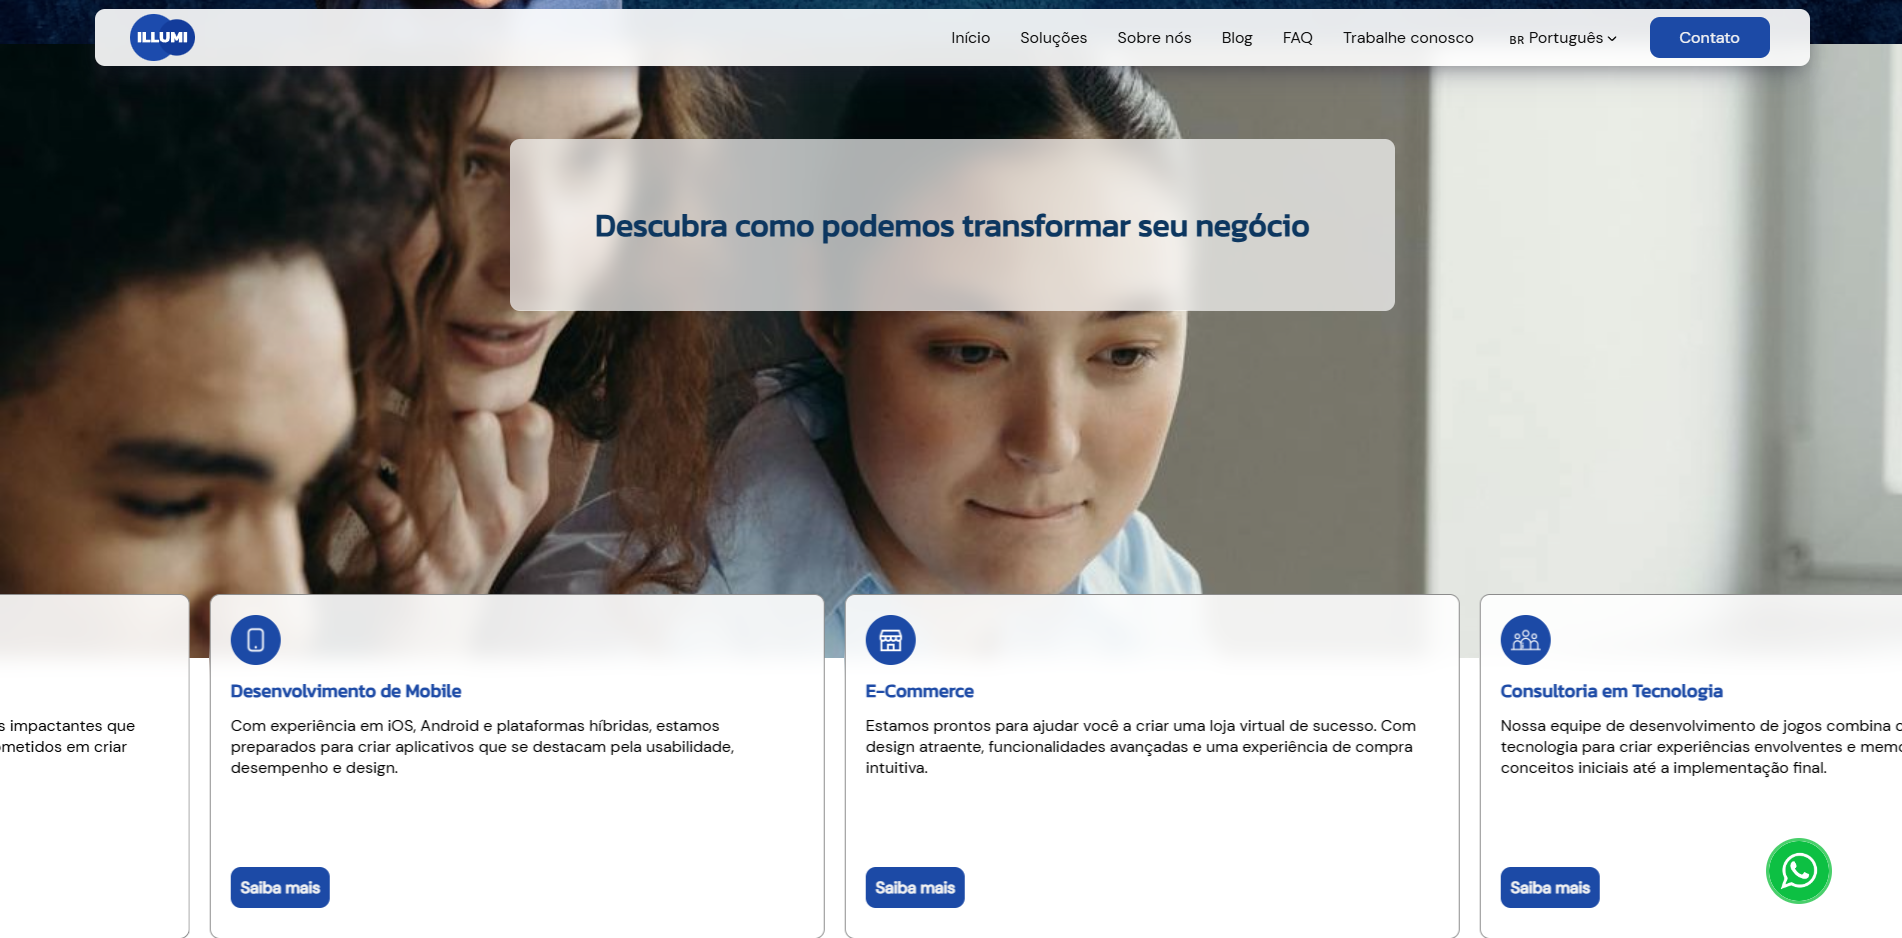 ILLUMI
Início Soluções Sobre nós Blog FAQ Trabalhe conosco BR Português Contato
Descubra como podemos transformar seu negócio
s impactantes que
ometidos em criar
Desenvolvimento de Mobile
Com experiência em iOS, Android e plataformas híbridas, estamos
preparados para criar aplicativos que se destacam pela usabilidade,
desempenho e design.
Saiba mais
E-Commerce
Estamos prontos para ajudar você a criar uma loja virtual de sucesso. Com
design atraente, funcionalidades avançadas e uma experiência de compra
intuitiva.
Saiba mais
Consultoria em Tecnologia
Nossa equipe de desenvolvimento de jogos combina
tecnologia para criar experiências envolventes e
conceitos iniciais até a implementação final.
Saiba mais